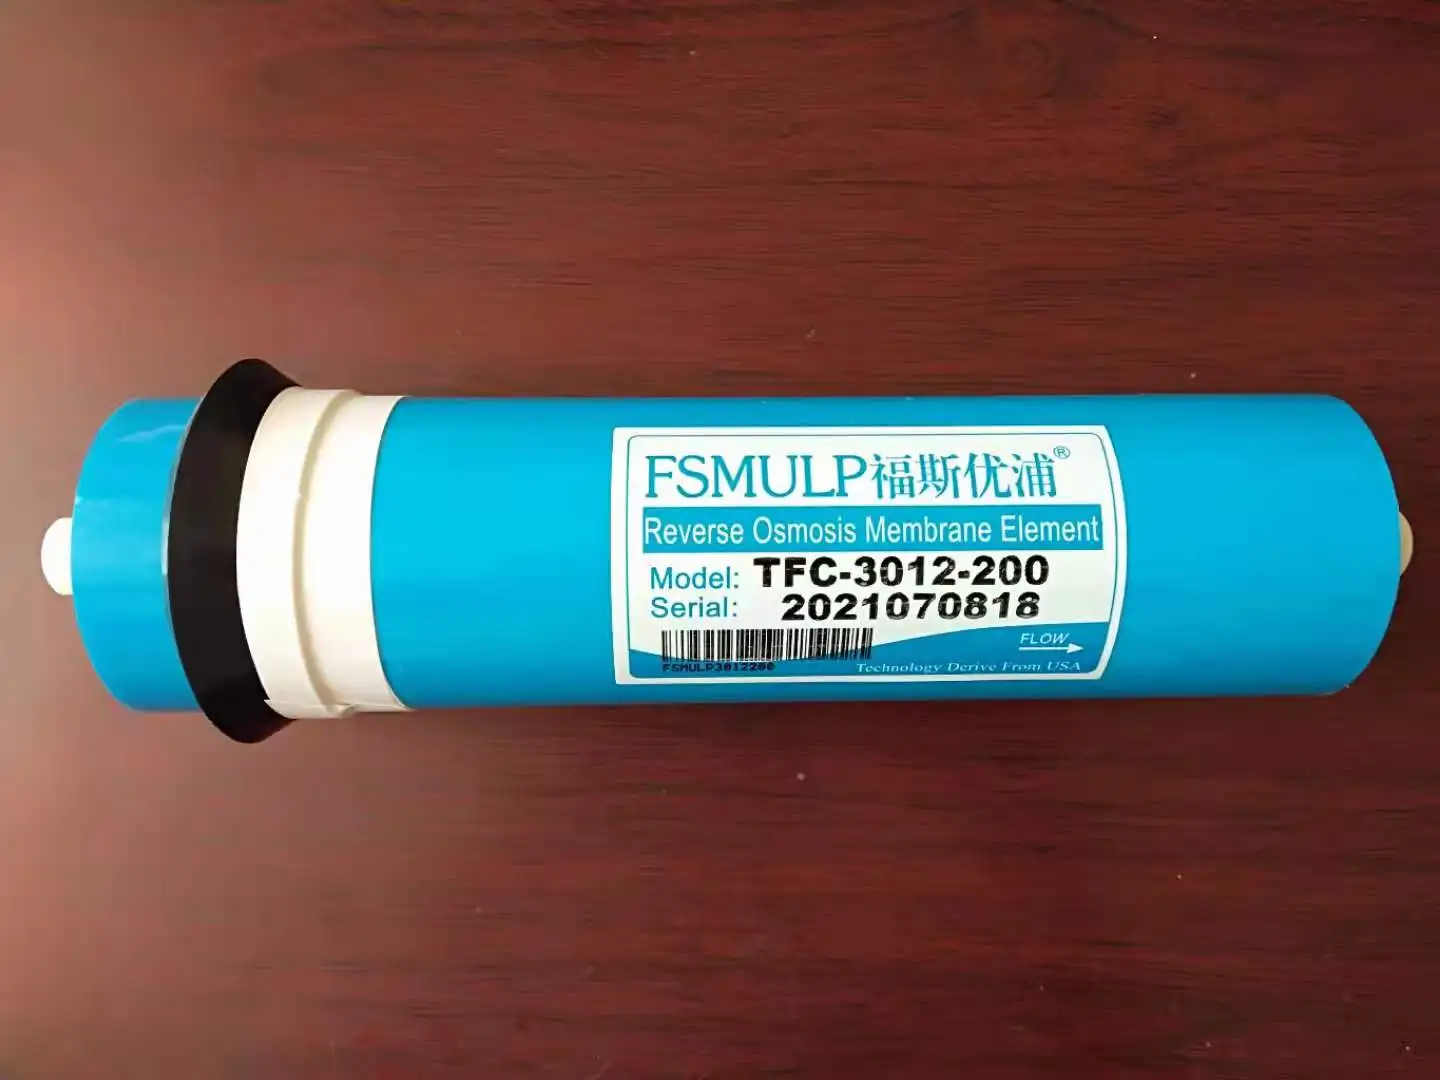 FSMULP福斯优浦®
Reverse Osmosis Membrane Element
Model: TFC-3012-200
Serial: 2021070818
FLOW
FSMULP3012200
Technology Derive From USA